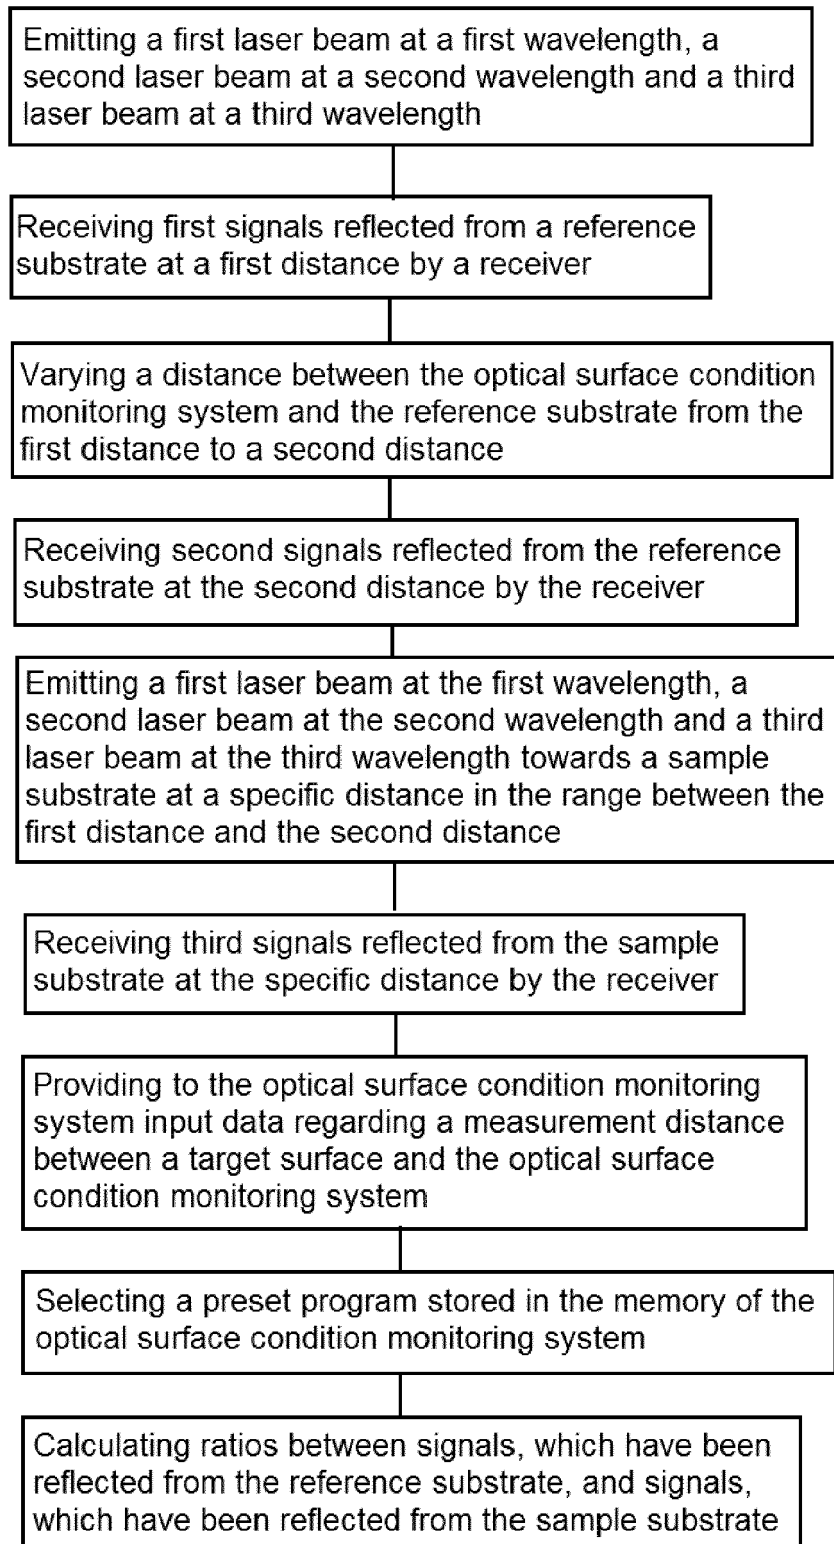 Emitting a first laser beam at a first wavelength, a
second laser beam at a second wavelength and a third
laser beam at a third wavelength
Receiving first signals reflected from a reference
substrate at a first distance by a receiver
Varying a distance between the optical surface condition
monitoring system and the reference substrate from the
first distance to a second distance
Receiving second signals reflected from the reference
substrate at the second distance by the receiver
Emitting a first laser beam at the first wavelength, a
second laser beam at the second wavelength and a third
laser beam at the third wavelength towards a sample
substrate at a specific distance in the range between the
first distance and the second distance
Receiving third signals reflected from the sample
substrate at the specific distance by the receiver
Providing to the optical surface condition monitoring
system input data regarding a measurement distance
between a target surface and the optical surface
condition monitoring system
Selecting a preset program stored in the memory of the
optical surface condition monitoring system
Calculating ratios between signals, which have been
reflected from the reference substrate, and signals,
which have been reflected from the sample substrate